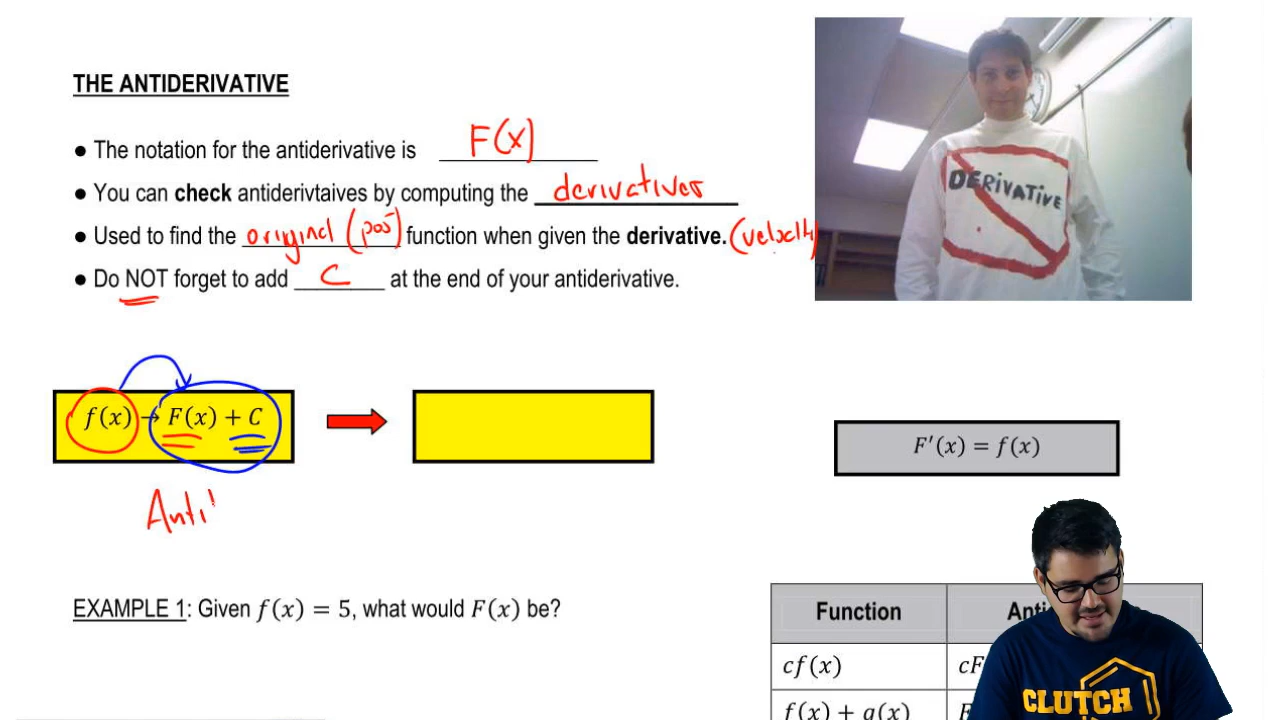 THE ANTIDERIVATIVE
● The notation for the antiderivative is F(x)
● You can check antiderivtaives by computing the derivatives
● Used to find the original (pos) function when given the derivative. (velocity)
● Do NOT forget to add C at the end of your antiderivative.
DERIVATIVE
f(x) → F(x) + C
F′(x) = f(x)
Anti
EXAMPLE 1: Given f(x) = 5, what would F(x) be?
Function Anti
cf(x) cF
f(x) + g(x) F
CLUTCH